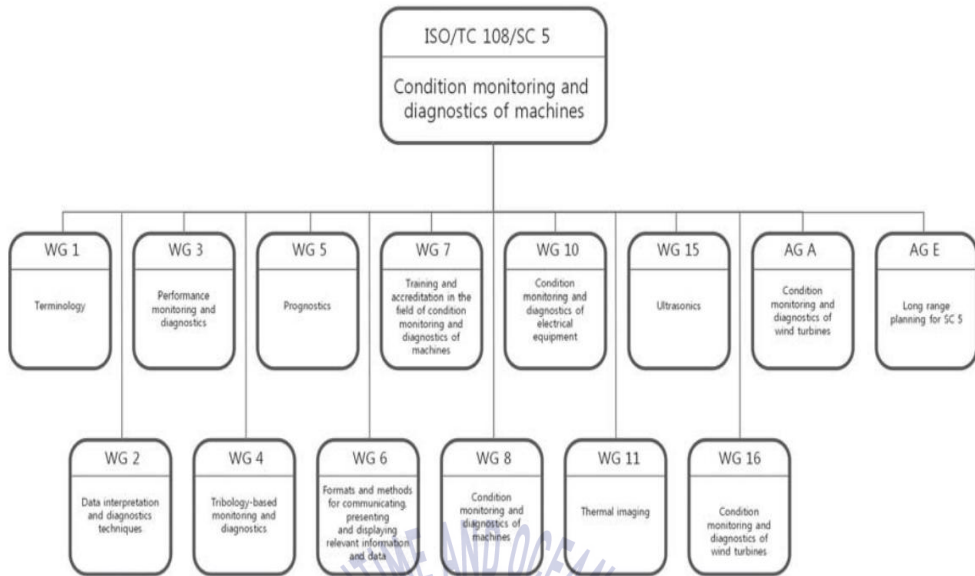 ISO/TC 108/SC 5
Condition monitoring and
diagnostics of machines
WG 1
Terminology
WG 3
Performance
monitoring and
diagnostics
WG 5
Prognostics
WG 7
Training and
accreditation in the
field of condition
monitoring and
diagnostics of
machines
WG 10
Condition
monitoring and
diagnostics of
electrical
equipment
WG 15
Ultrasonics
AG A
Condition
monitoring and
diagnostics of
wind turbines
AG E
Long range
planning for SC 5
WG 2
Data interpretation
and diagnostics
techniques
WG 4
Tribology-based
monitoring and
diagnostics
WG 6
Formats and methods
for communicating,
presenting
and displaying
relevant information
and data
WG 8
Condition
monitoring and
diagnostics of
machines
WG 11
Thermal imaging
WG 16
Condition
monitoring and
diagnostics of
wind turbines
TIME AND OCEAN